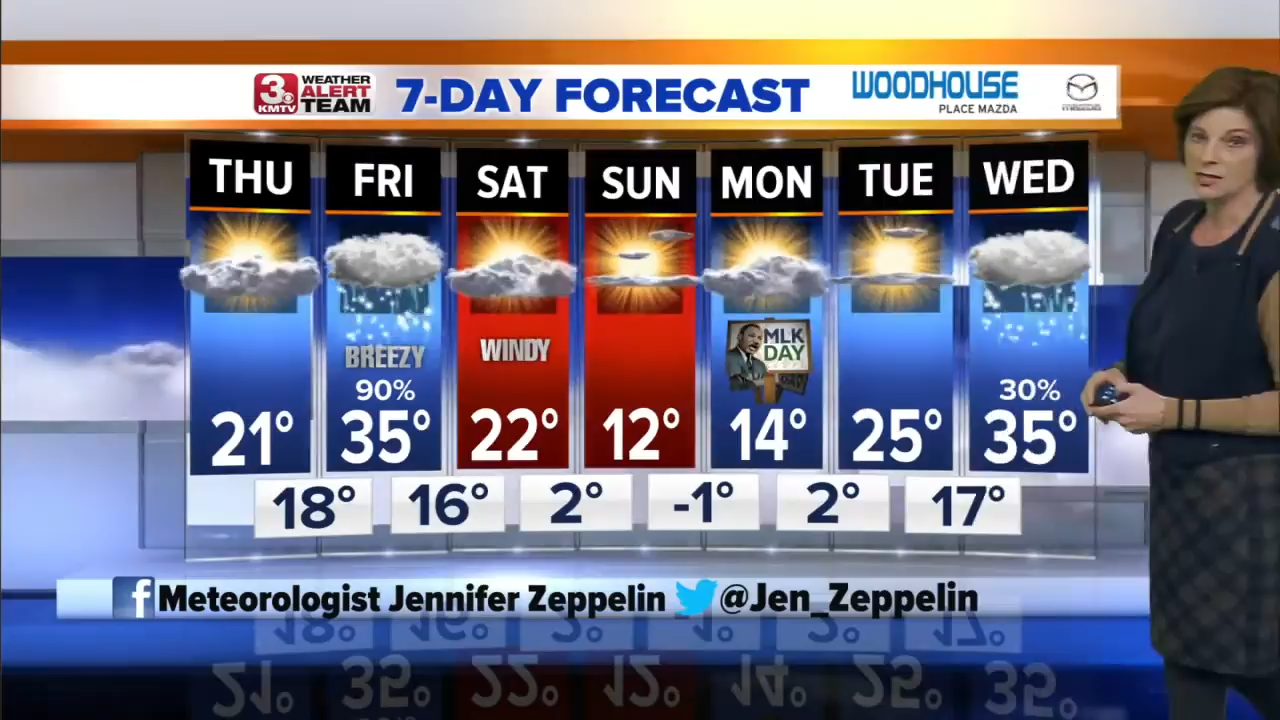 3
KMTV
WEATHER
ALERT
TEAM
7-DAY FORECAST
WOODHOUSE
PLACE MAZDA
THU FRI SAT SUN MON TUE WED
MLK
DAY
BREEZY WINDY
90% 30%
21° 35° 22° 12° 14° 25° 35°
18° 16° 2° -1° 2° 17°
f Meteorologist Jennifer Zeppelin @Jen_Zeppelin